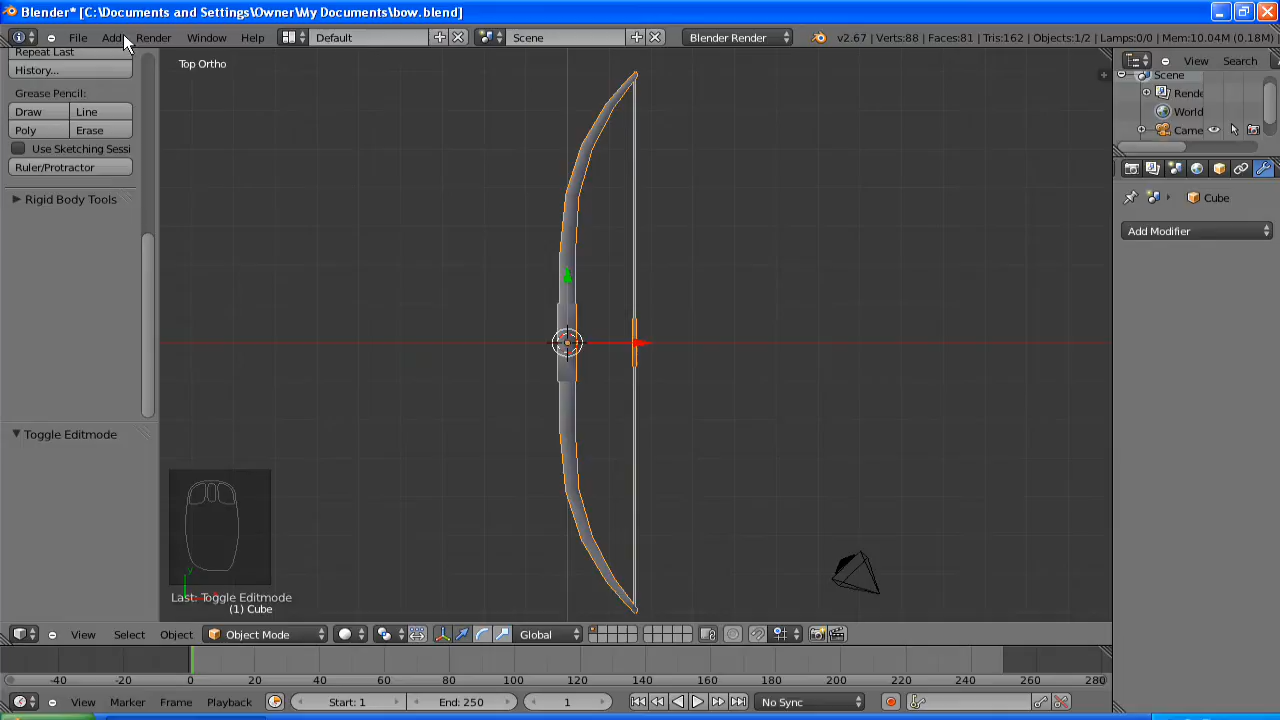 Blender* [C:\Documents and Settings\Owner\My Documents\bow.blend]
File Add Render Window Help Default Scene Blender Render v2.67 | Verts:88 | Faces:81 | Tris:162 | Objects:1/2 | Lamps:0/0 | Mem:10.04M (0.18M)
Repeat Last
History...
Grease Pencil:
Draw Line
Poly Erase
Use Sketching Sessi
Ruler/Protractor
Rigid Body Tools
Toggle Editmode
Top Ortho
y
Last: Toggle Editmode
(1) Cube
View Search
Scene
Rende
World
Came
Cube
Add Modifier
View Select Object Object Mode Global
-40 -20 0 20 40 60 80 100 120 140 160 180 200 220 240 260 280
View Marker Frame Playback Start: 1 End: 250 1 No Sync